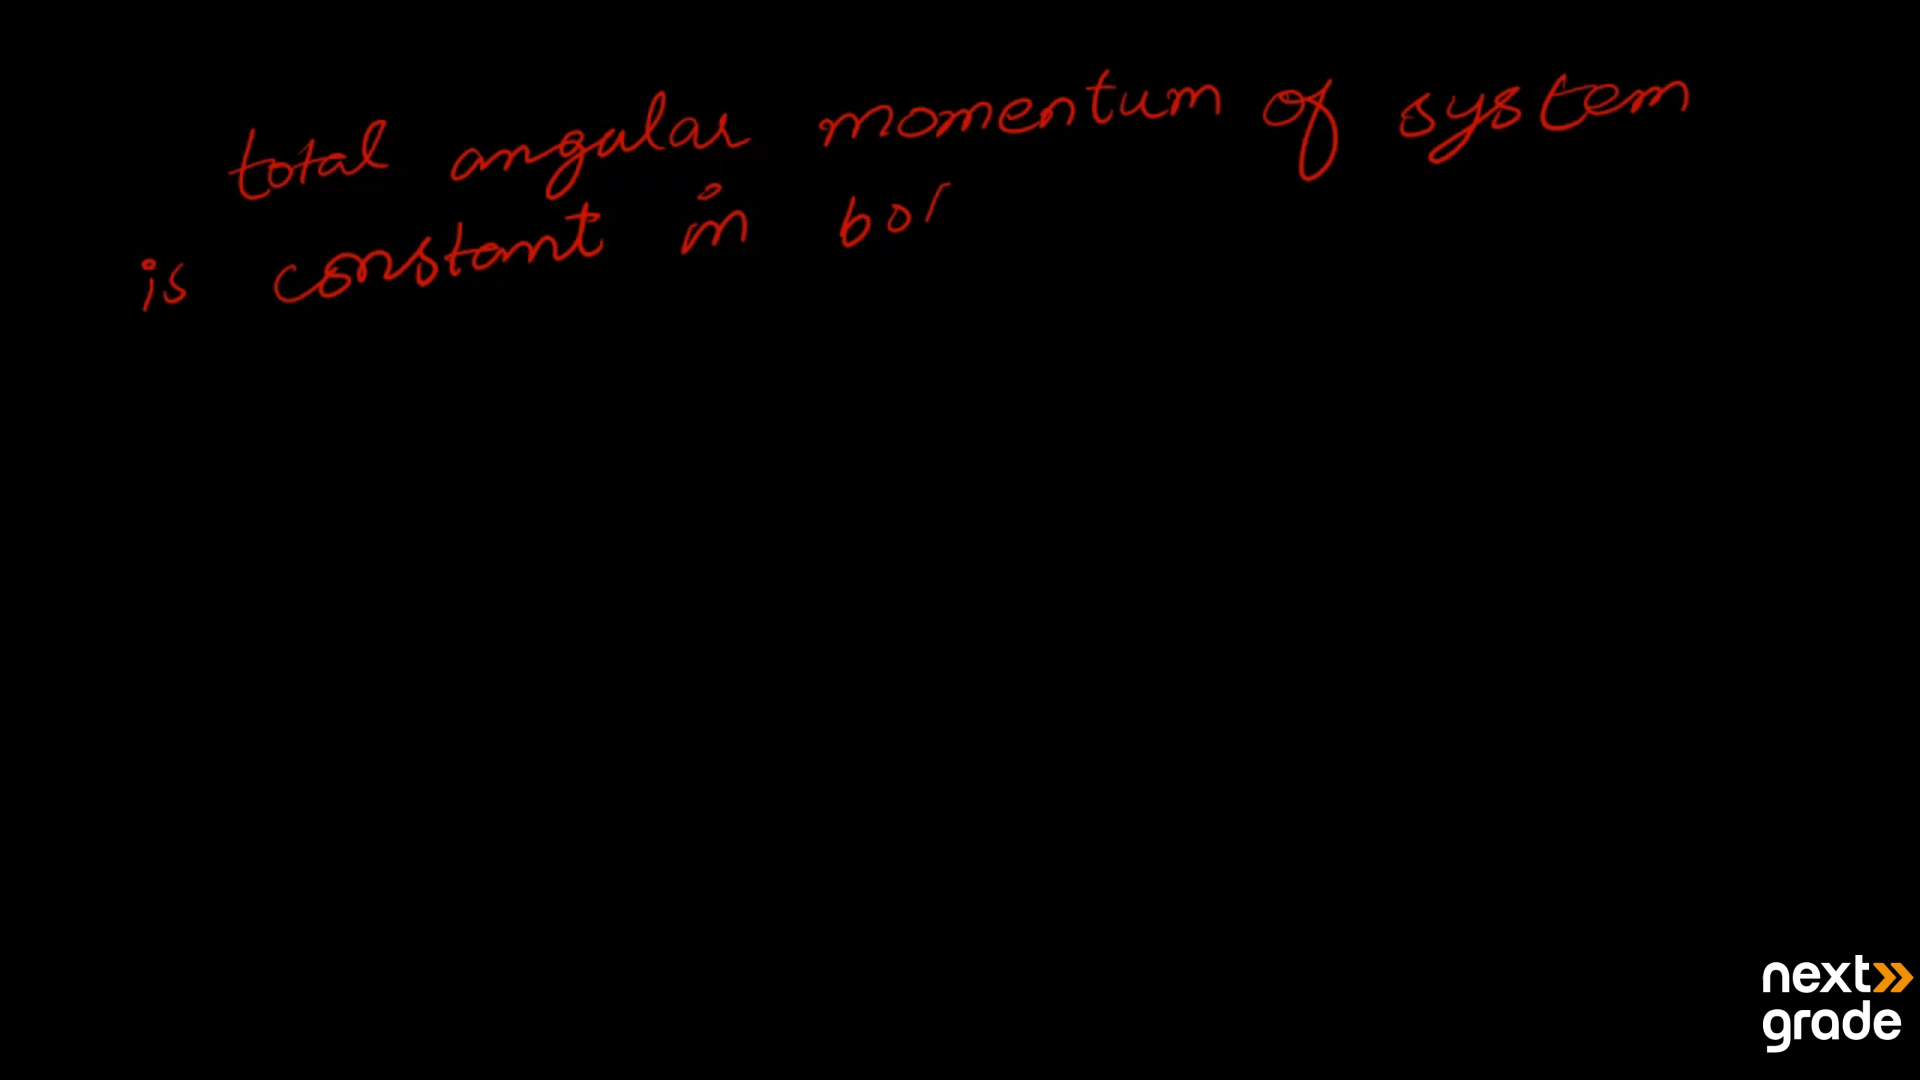 total angular momentum of system
is constant in bo
next
grade